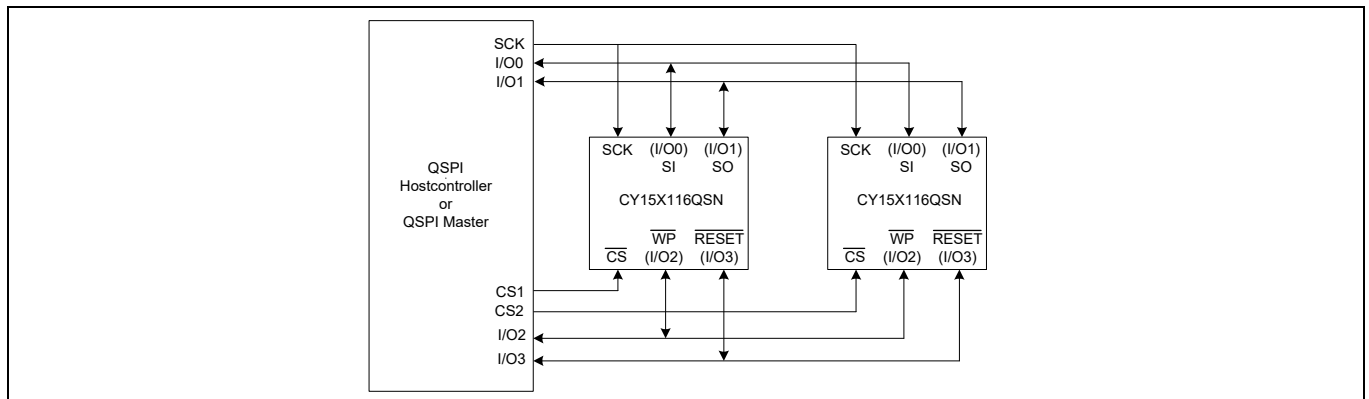 SCK
I/O0
I/O1
QSPI
Hostcontroller
or
QSPI Master
CS1
CS2
I/O2
I/O3
SCK (I/O0) (I/O1)
SI SO
CY15X116QSN
WP RESET
CS (I/O2) (I/O3)
SCK (I/O0) (I/O1)
SI SO
CY15X116QSN
WP RESET
CS (I/O2) (I/O3)